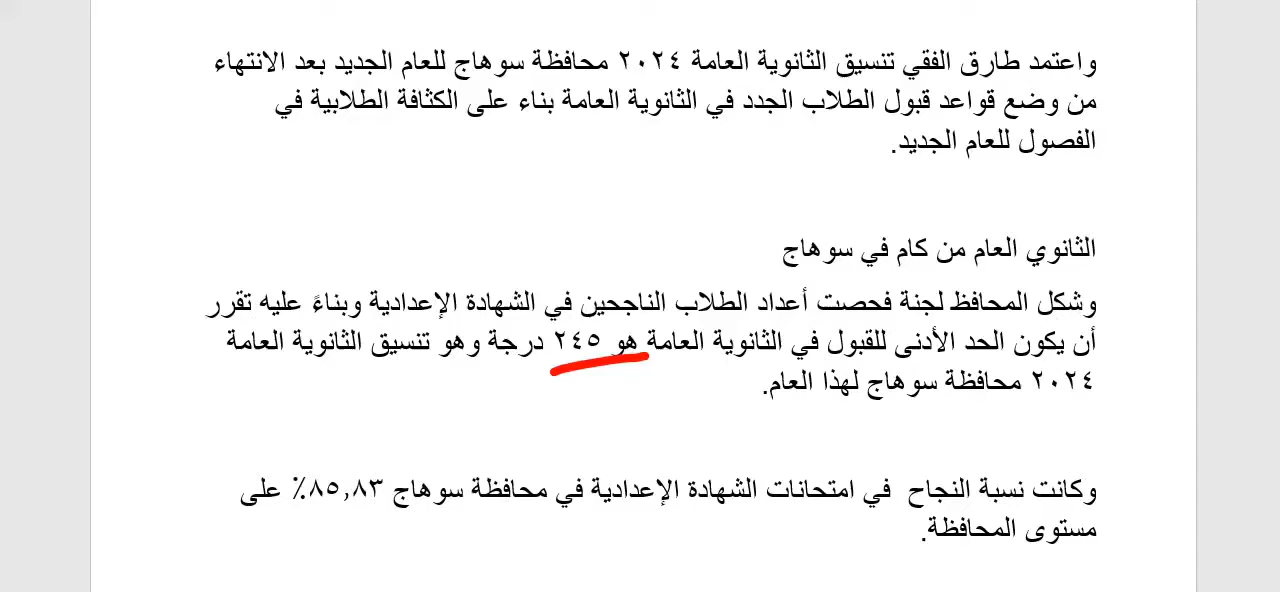 واعتمد طارق الفقي تنسيق الثانوية العامة ٢٠٢٤ محافظة سوهاج للعام الجديد بعد الانتهاء
من وضع قواعد قبول الطلاب الجدد في الثانوية العامة بناء على الكثافة الطلابية في
الفصول للعام الجديد.
الثانوي العام من كام في سوهاج
وشكل المحافظ لجنة فحصت أعداد الطلاب الناجحين في الشهادة الإعدادية وبناءً عليه تقرر
أن يكون الحد الأدنى للقبول في الثانوية العامة هو ٢٤٥ درجة وهو تنسيق الثانوية العامة
٢٠٢٤ محافظة سوهاج لهذا العام.
وكانت نسبة النجاح في امتحانات الشهادة الإعدادية في محافظة سوهاج ٨٥,٨٣٪ على
مستوى المحافظة.